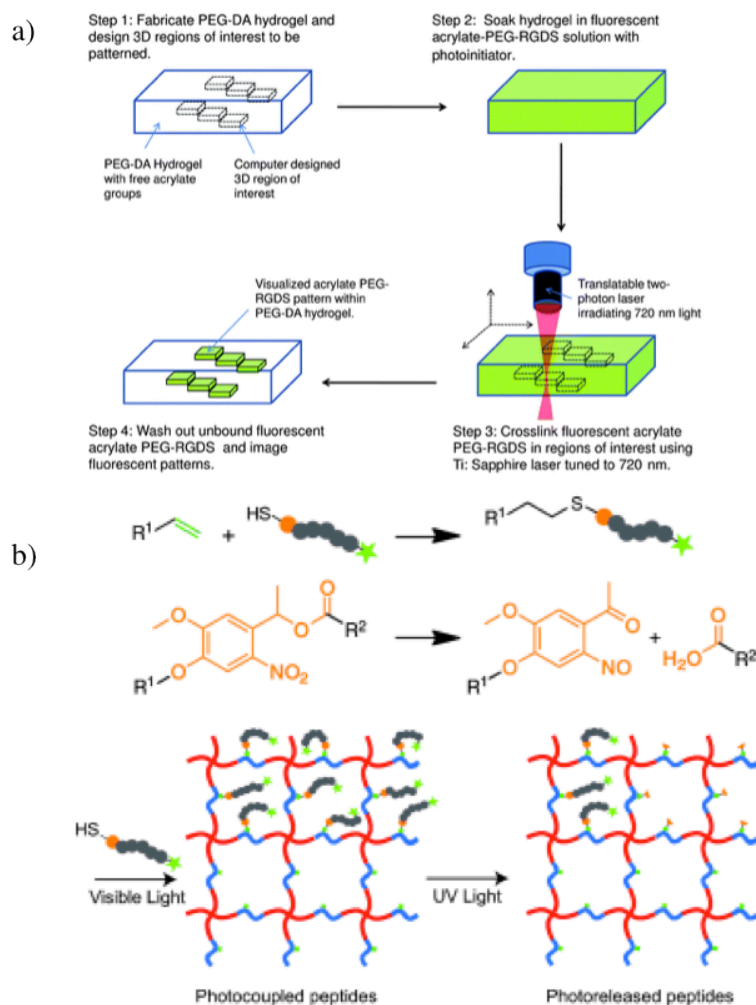 a)
Step 1: Fabricate PEG-DA hydrogel and
design 3D regions of interest to be
patterned.
Step 2: Soak hydrogel in fluorescent
acrylate-PEG-RGDS solution with
photoinitiator.
PEG-DA Hydrogel
with free acrylate
groups
Computer designed
3D region of
interest
Visualized acrylate PEG-
RGDS pattern within
PEG-DA hydrogel.
Translatable two-
photon laser
irradiating 720 nm light
Step 4: Wash out unbound fluorescent
acrylate PEG-RGDS and image
fluorescent patterns.
Step 3: Crosslink fluorescent acrylate
PEG-RGDS in regions of interest using
Ti: Sapphire laser tuned to 720 nm.
b)
R¹ + HS
R¹ S
O O O R² R¹ O NO₂
O O R¹ O NO + O H₂O R²
HS
Visible Light
UV Light
Photocoupled peptides
Photoreleased peptides